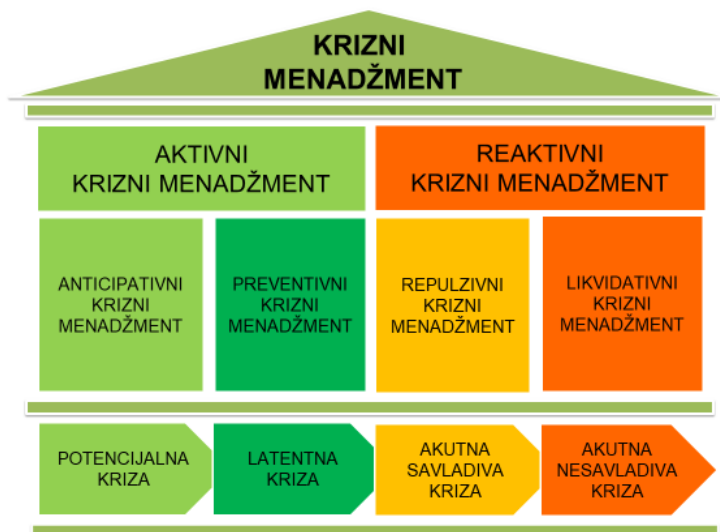 KRIZNI
MENADŽMENT
AKTIVNI
KRIZNI MENADŽMENT
REAKTIVNI
KRIZNI MENADŽMENT
ANTICIPATIVNI
KRIZNI
MENADŽMENT
PREVENTIVNI
KRIZNI
MENADŽMENT
REPULZIVNI
KRIZNI
MENADŽMENT
LIKVIDATIVNI
KRIZNI
MENADŽMENT
POTENCIJALNA
KRIZA
LATENTNA
KRIZA
AKUTNA
SAVLADIVA
KRIZA
AKUTNA
NESAVLADIVA
KRIZA